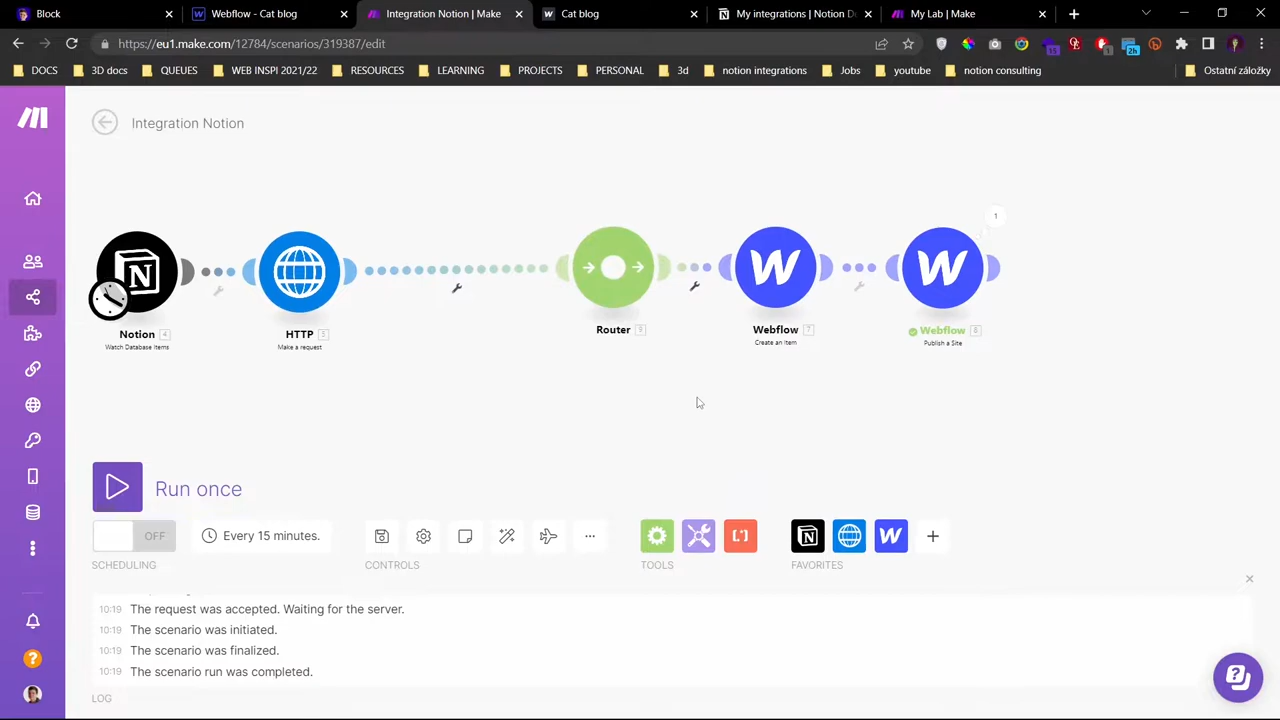 Block
Webflow - Cat blog
Integration Notion | Make
Cat blog
My integrations | Notion De
My Lab | Make
https://eu1.make.com/12784/scenarios/319387/edit
DOCS
3D docs
QUEUES
WEB INSPI 2021/22
RESOURCES
LEARNING
PROJECTS
PERSONAL
3d
notion integrations
Jobs
youtube
notion consulting
Ostatní záložky
Integration Notion
1
Notion 4
Watch Database Items
HTTP 5
Make a request
Router
Webflow 7
Create an Item
Webflow
Publish a Site
Run once
OFF
Every 15 minutes.
SCHEDULING
CONTROLS
TOOLS
FAVORITES
10:19 The request was accepted. Waiting for the server.
10:19 The scenario was initiated.
10:19 The scenario was finalized.
10:19 The scenario run was completed.
LOG